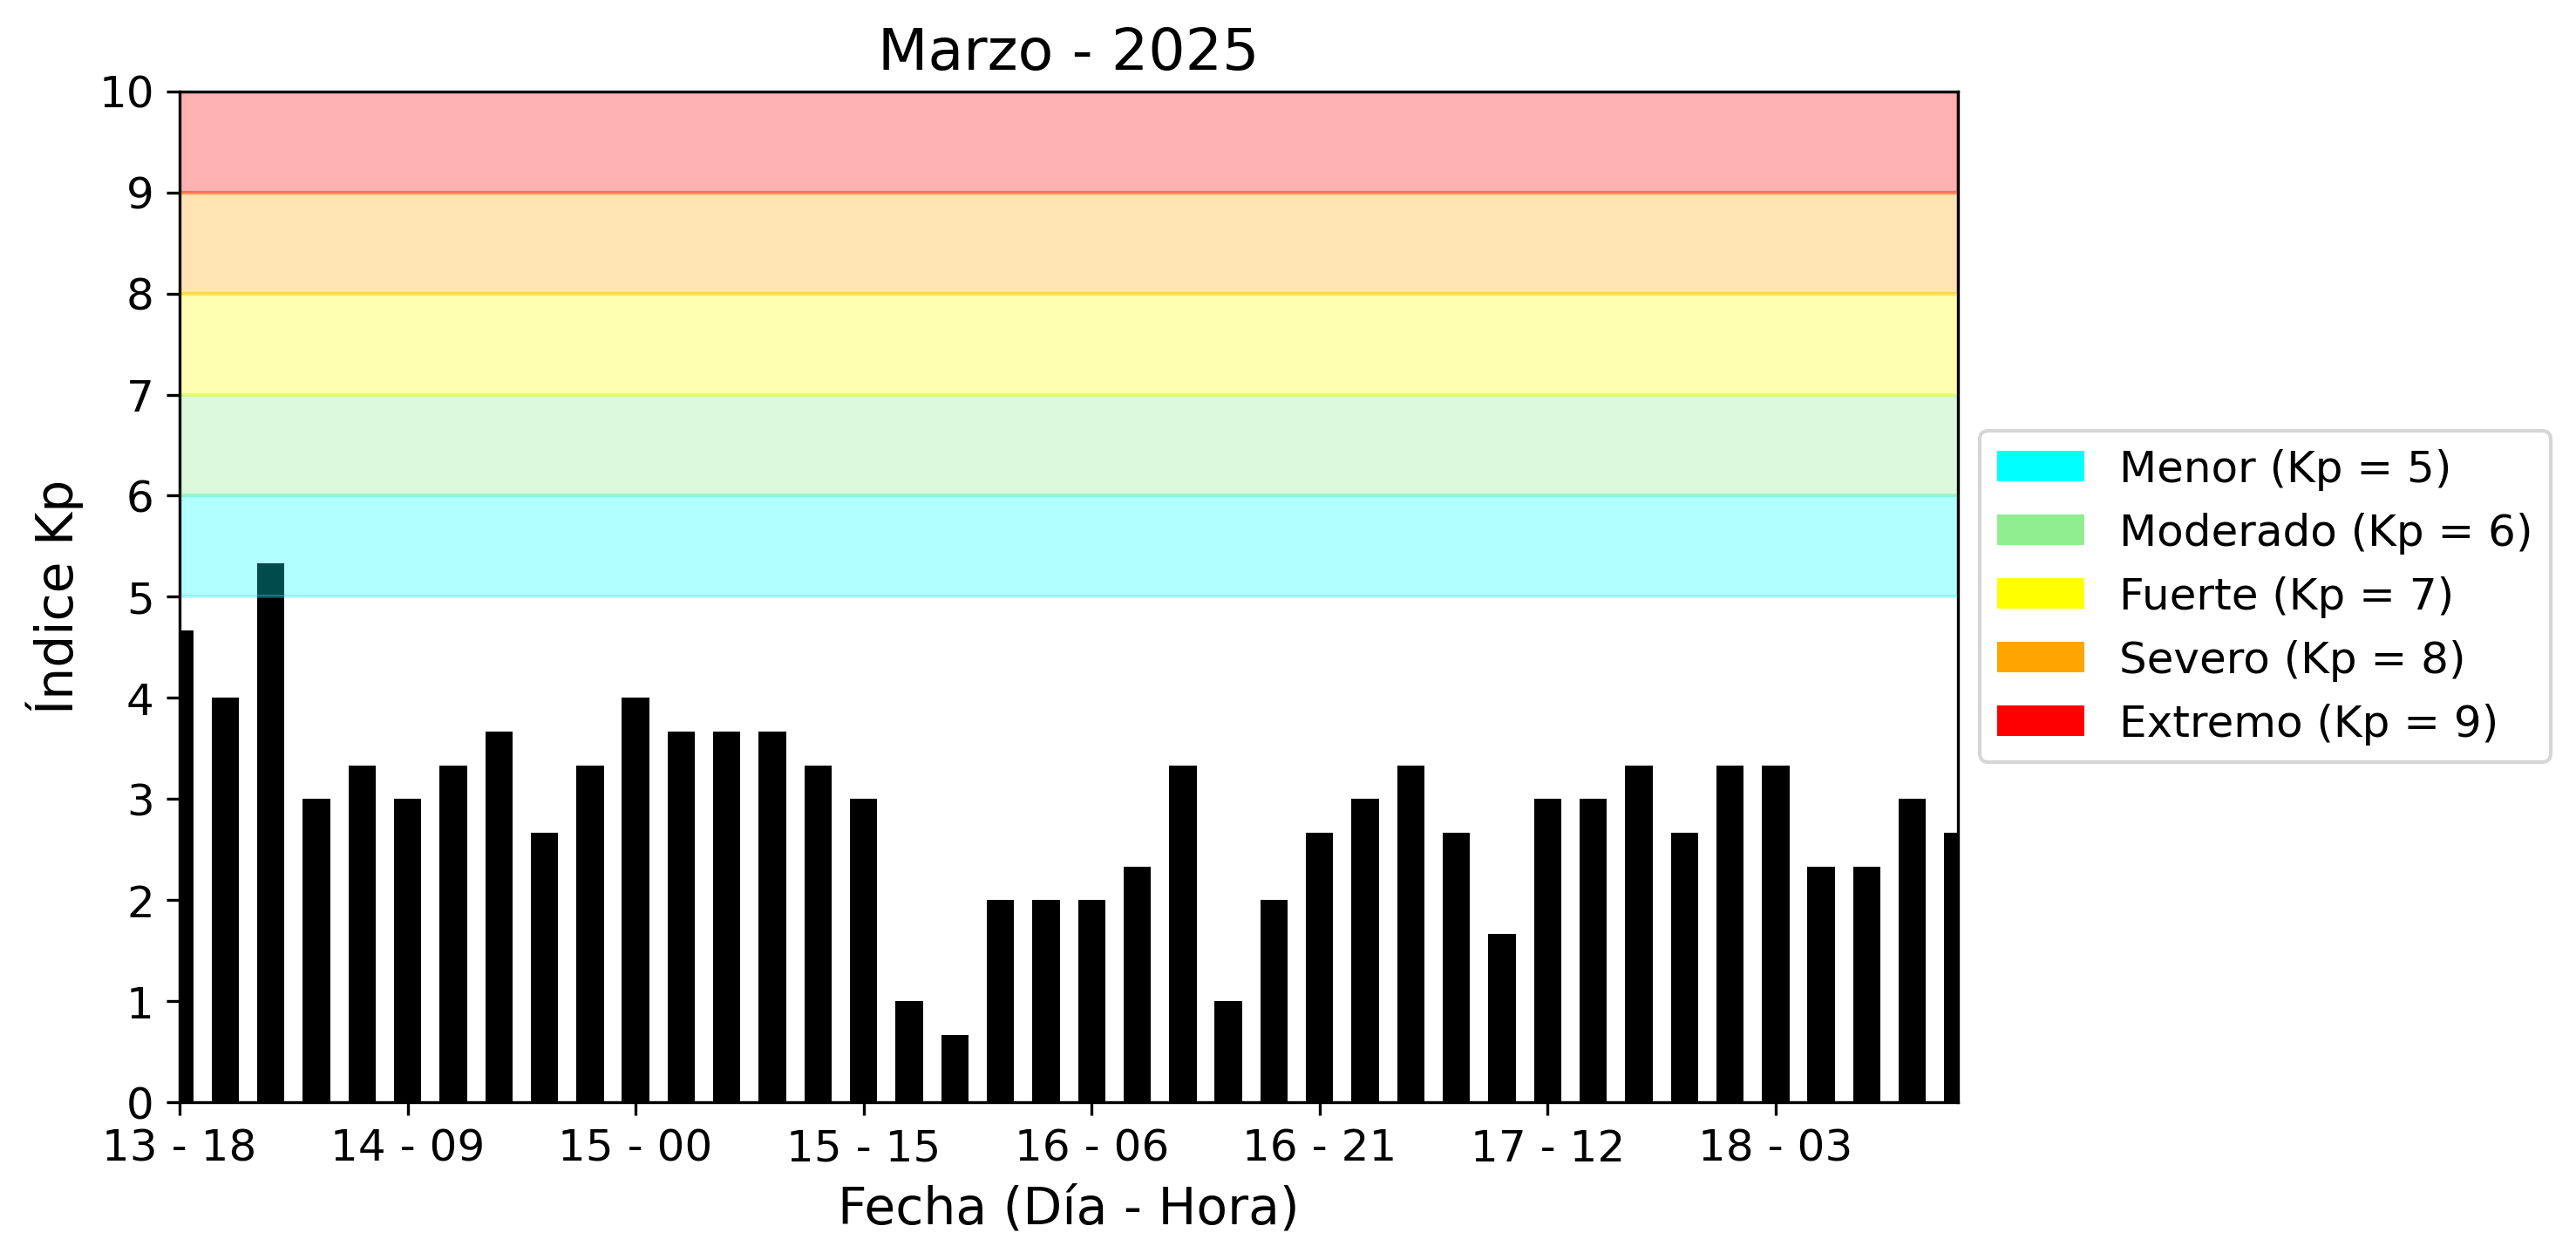 Marzo - 2025
10
9
8
7
6
5
4
3
2
1
0
Índice Kp
13 - 18
14 - 09
15 - 00
15 - 15
16 - 06
16 - 21
17 - 12
18 - 03
Fecha (Día - Hora)
Menor (Kp = 5)
Moderado (Kp = 6)
Fuerte (Kp = 7)
Severo (Kp = 8)
Extremo (Kp = 9)